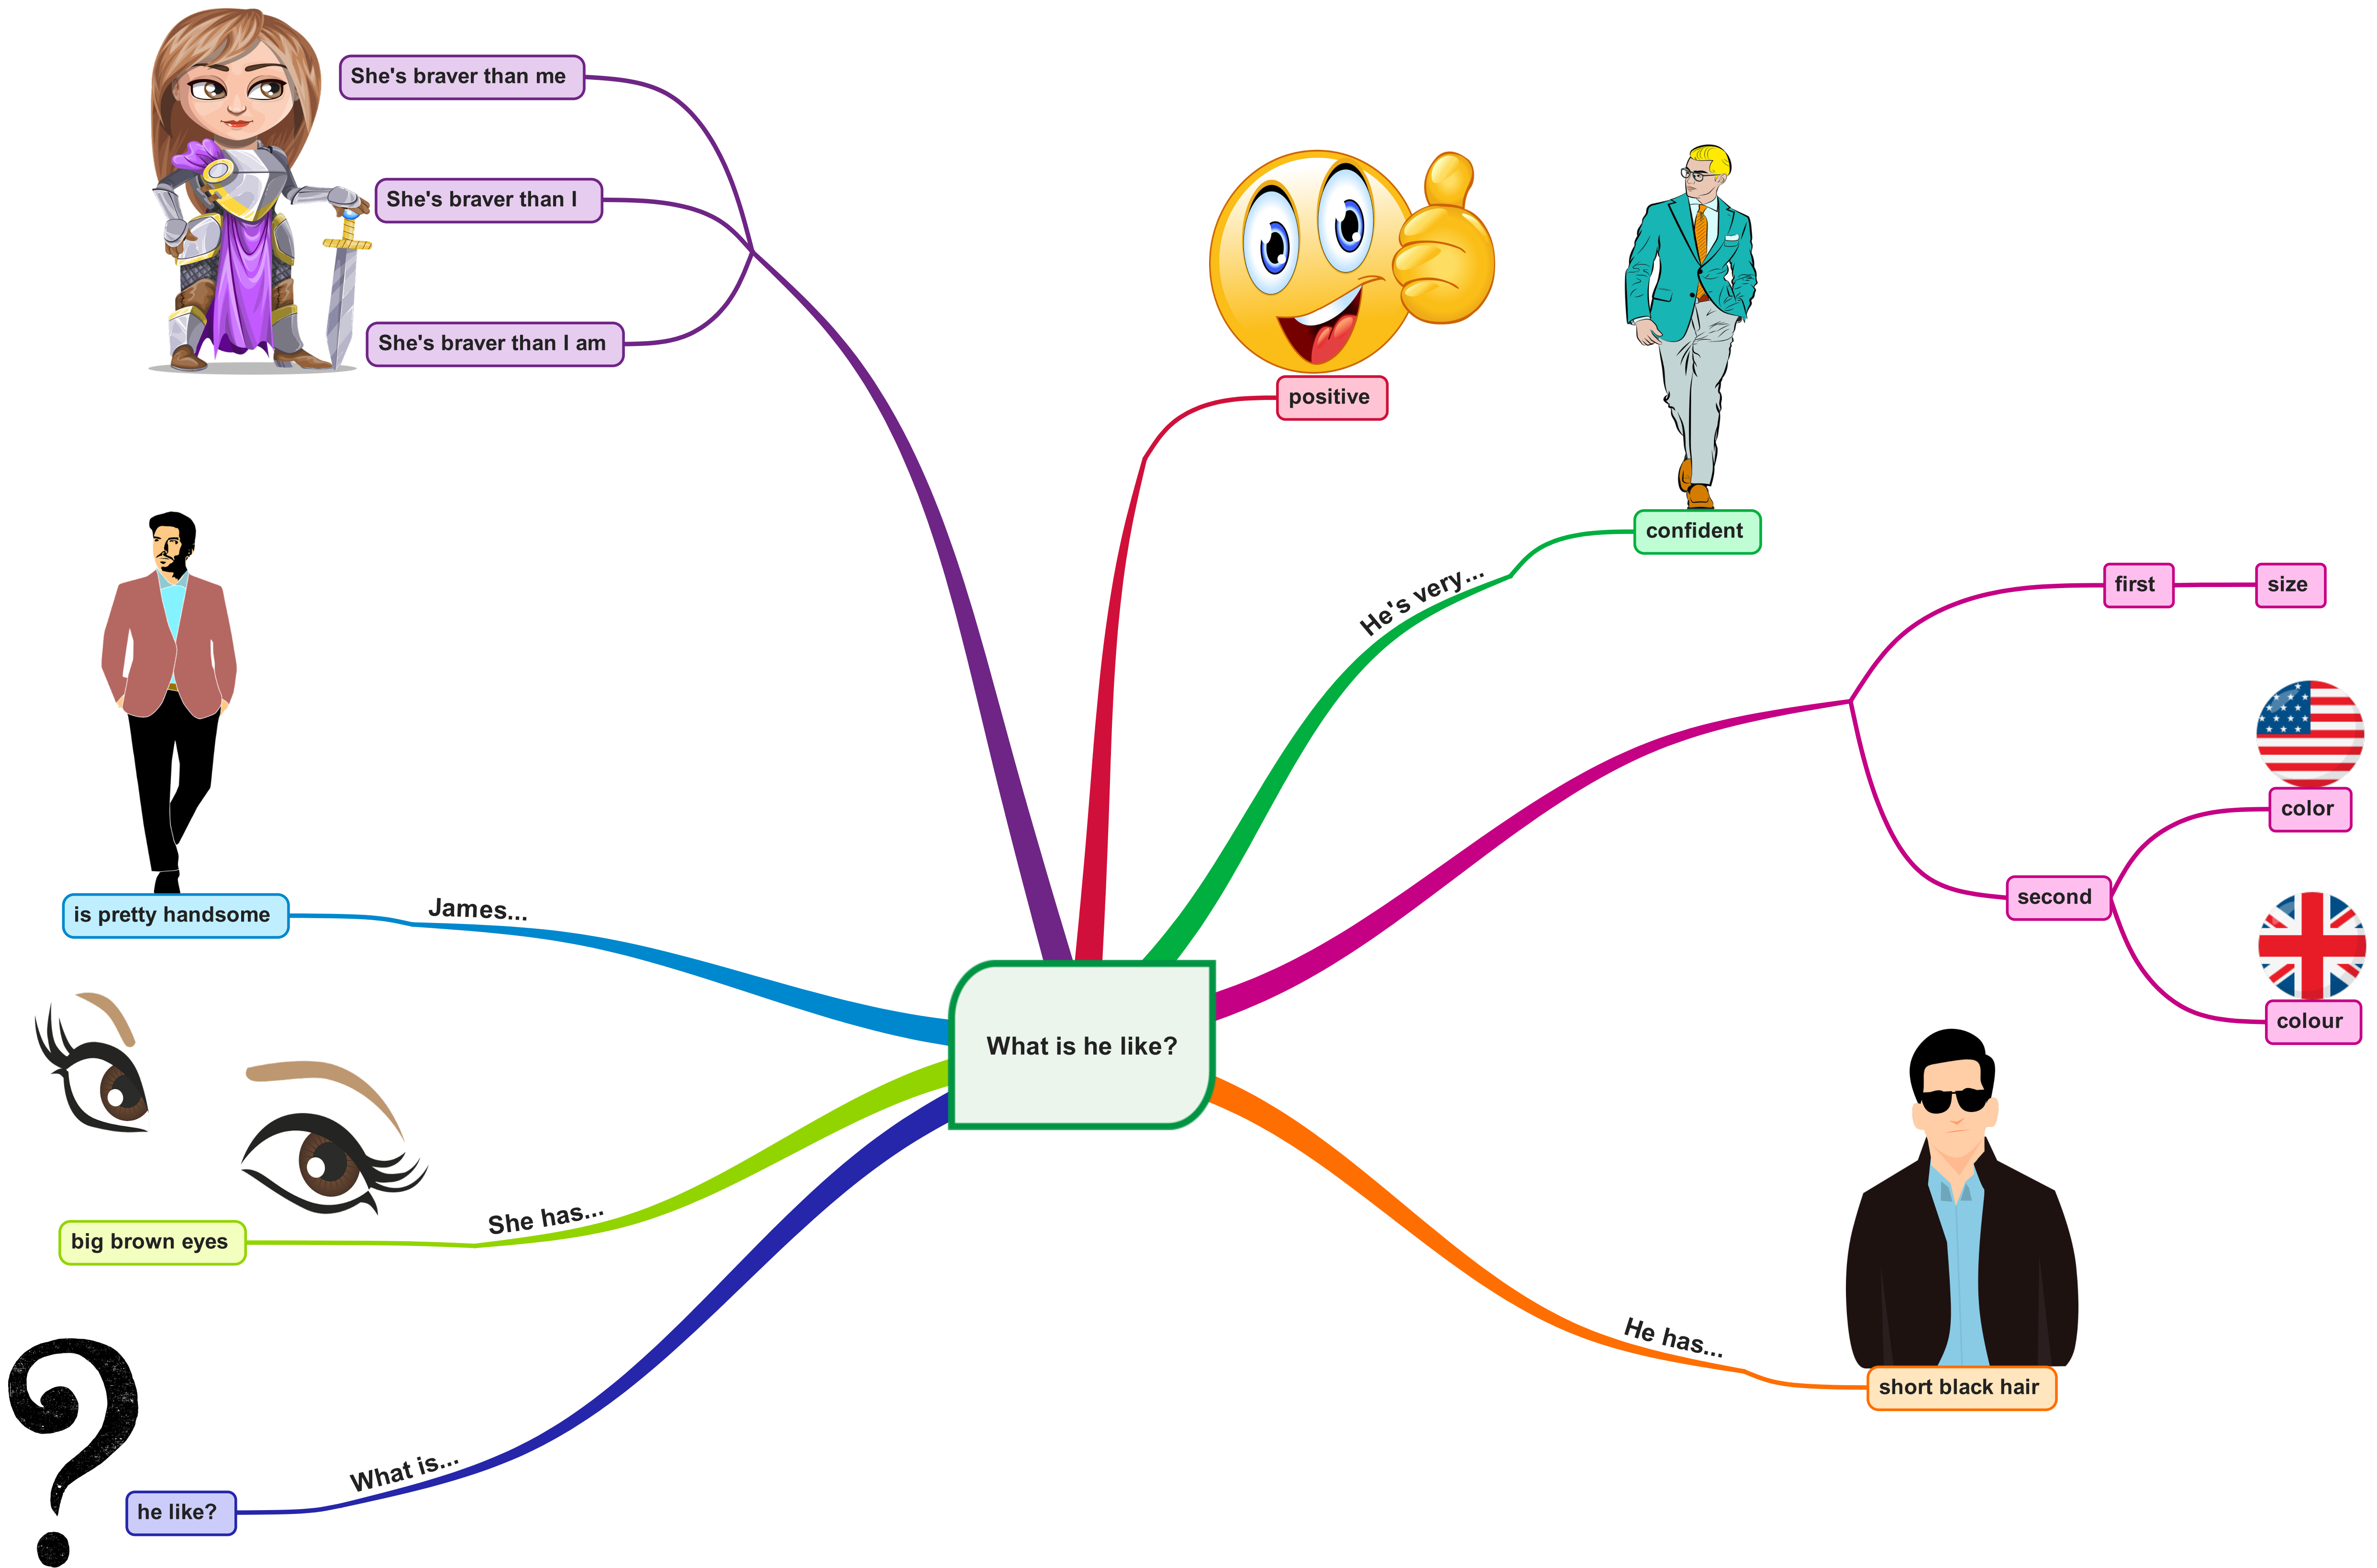 She's braver than me
She's braver than I
She's braver than I am
positive
confident
He's very...
first
size
second
color
colour
is pretty handsome
James...
What is he like?
She has...
big brown eyes
He has...
short black hair
What is...
he like?
?